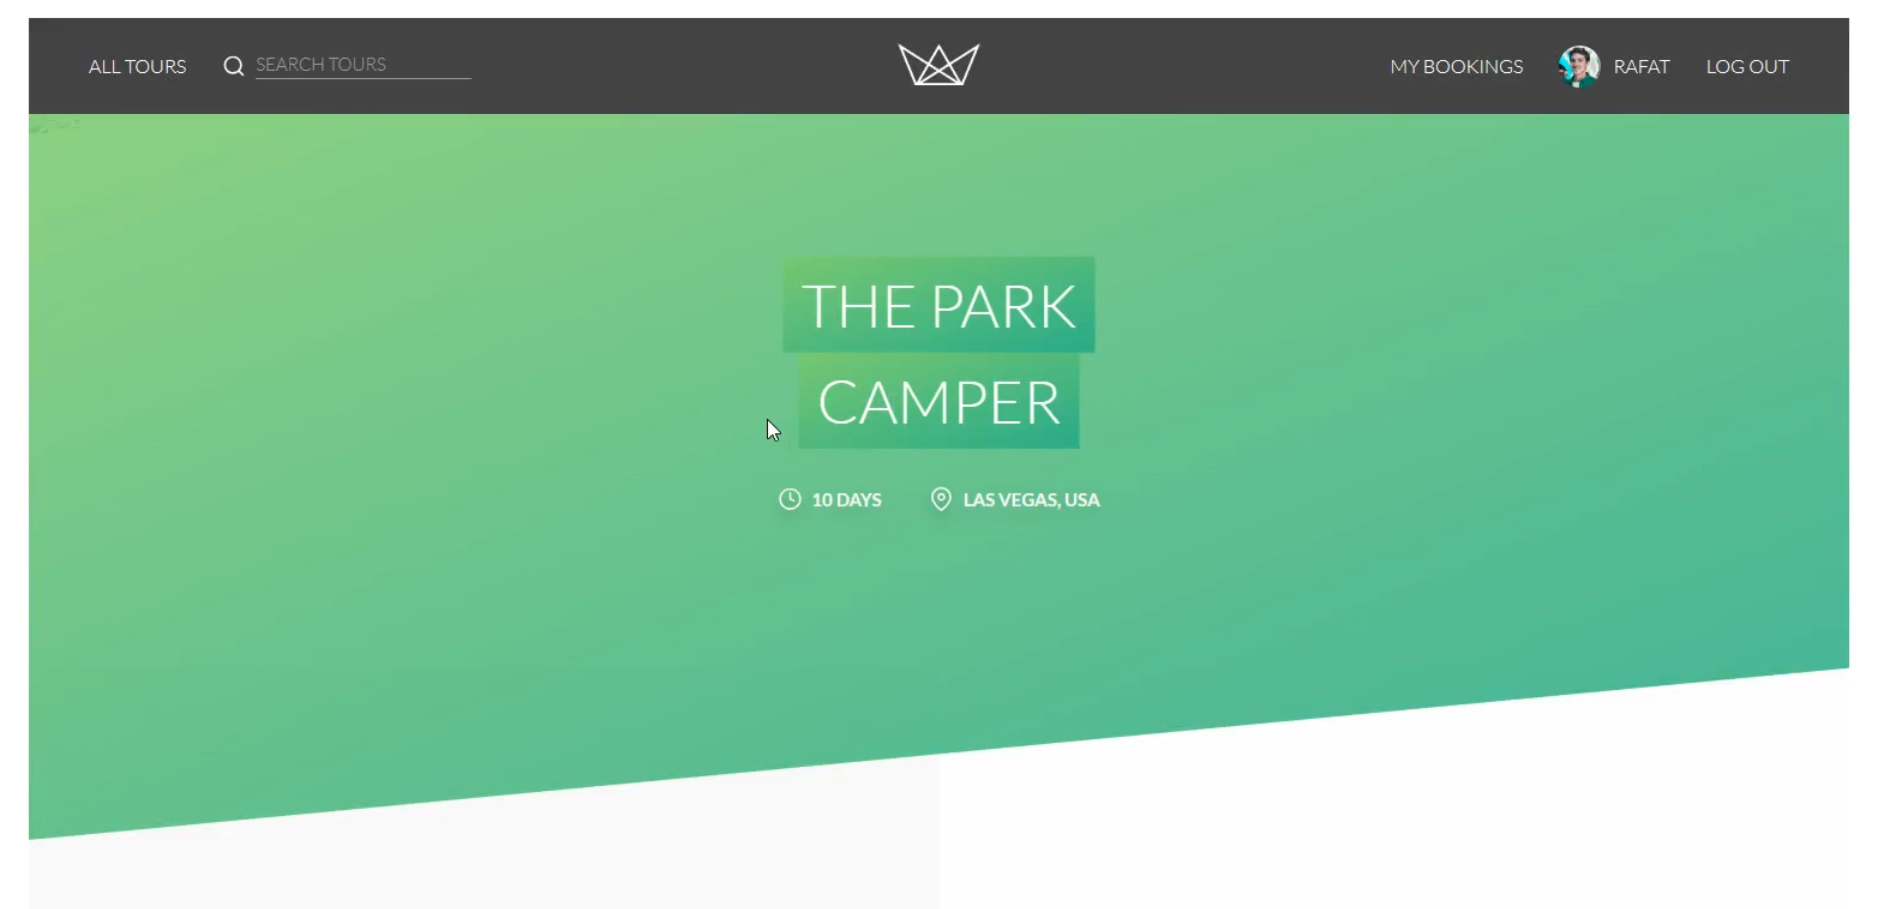 ALL TOURS
SEARCH TOURS
MY BOOKINGS
RAFAT
LOG OUT
THE PARK
CAMPER
10 DAYS
LAS VEGAS, USA